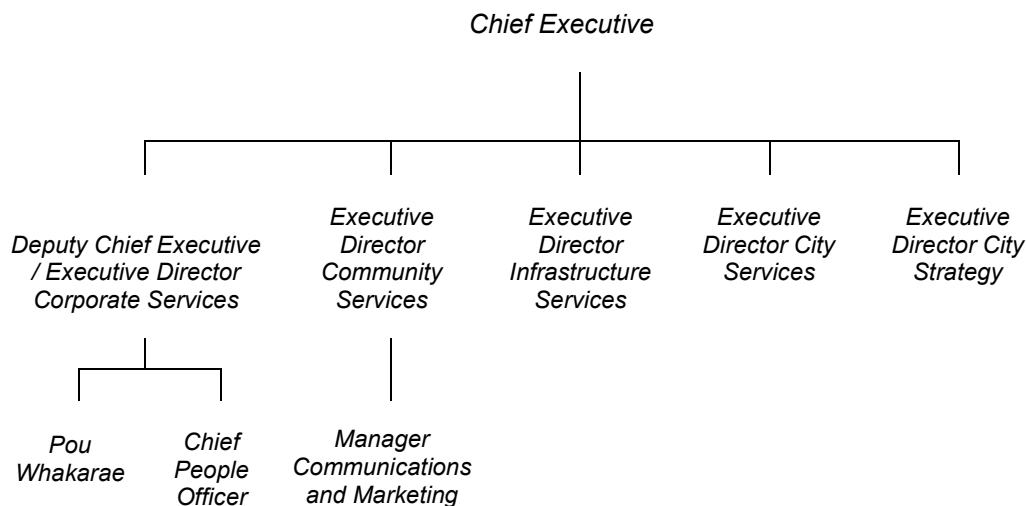 Chief Executive
Deputy Chief Executive
/ Executive Director
Corporate Services
Executive
Director
Community
Services
Executive
Director
Infrastructure
Services
Executive
Director City
Services
Executive
Director City
Strategy
Pou
Whakarae
Chief
People
Officer
Manager
Communications
and Marketing